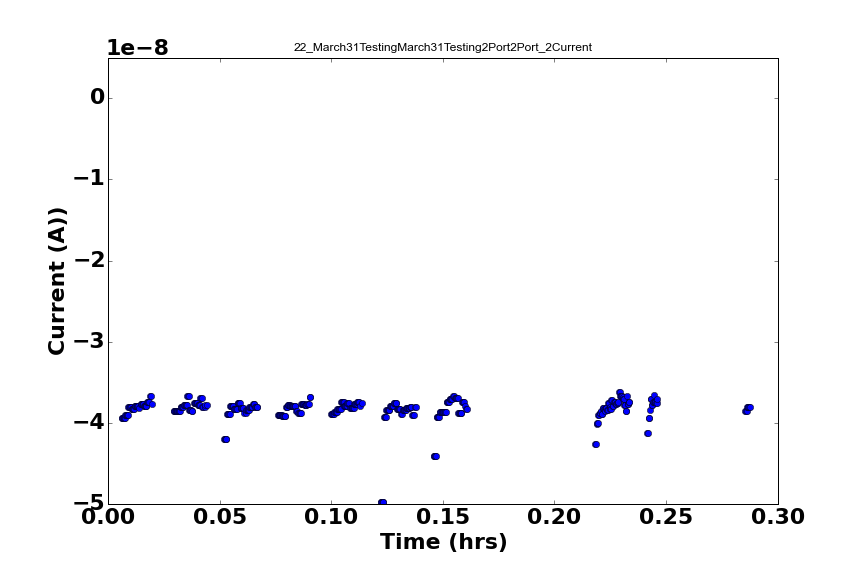 22_March31TestingMarch31Testing2Port2Port_2Current
1e−8
0
−1
−2
−3
−4
−5
Current (A))
0.00 0.05 0.10 0.15 0.20 0.25 0.30
Time (hrs)